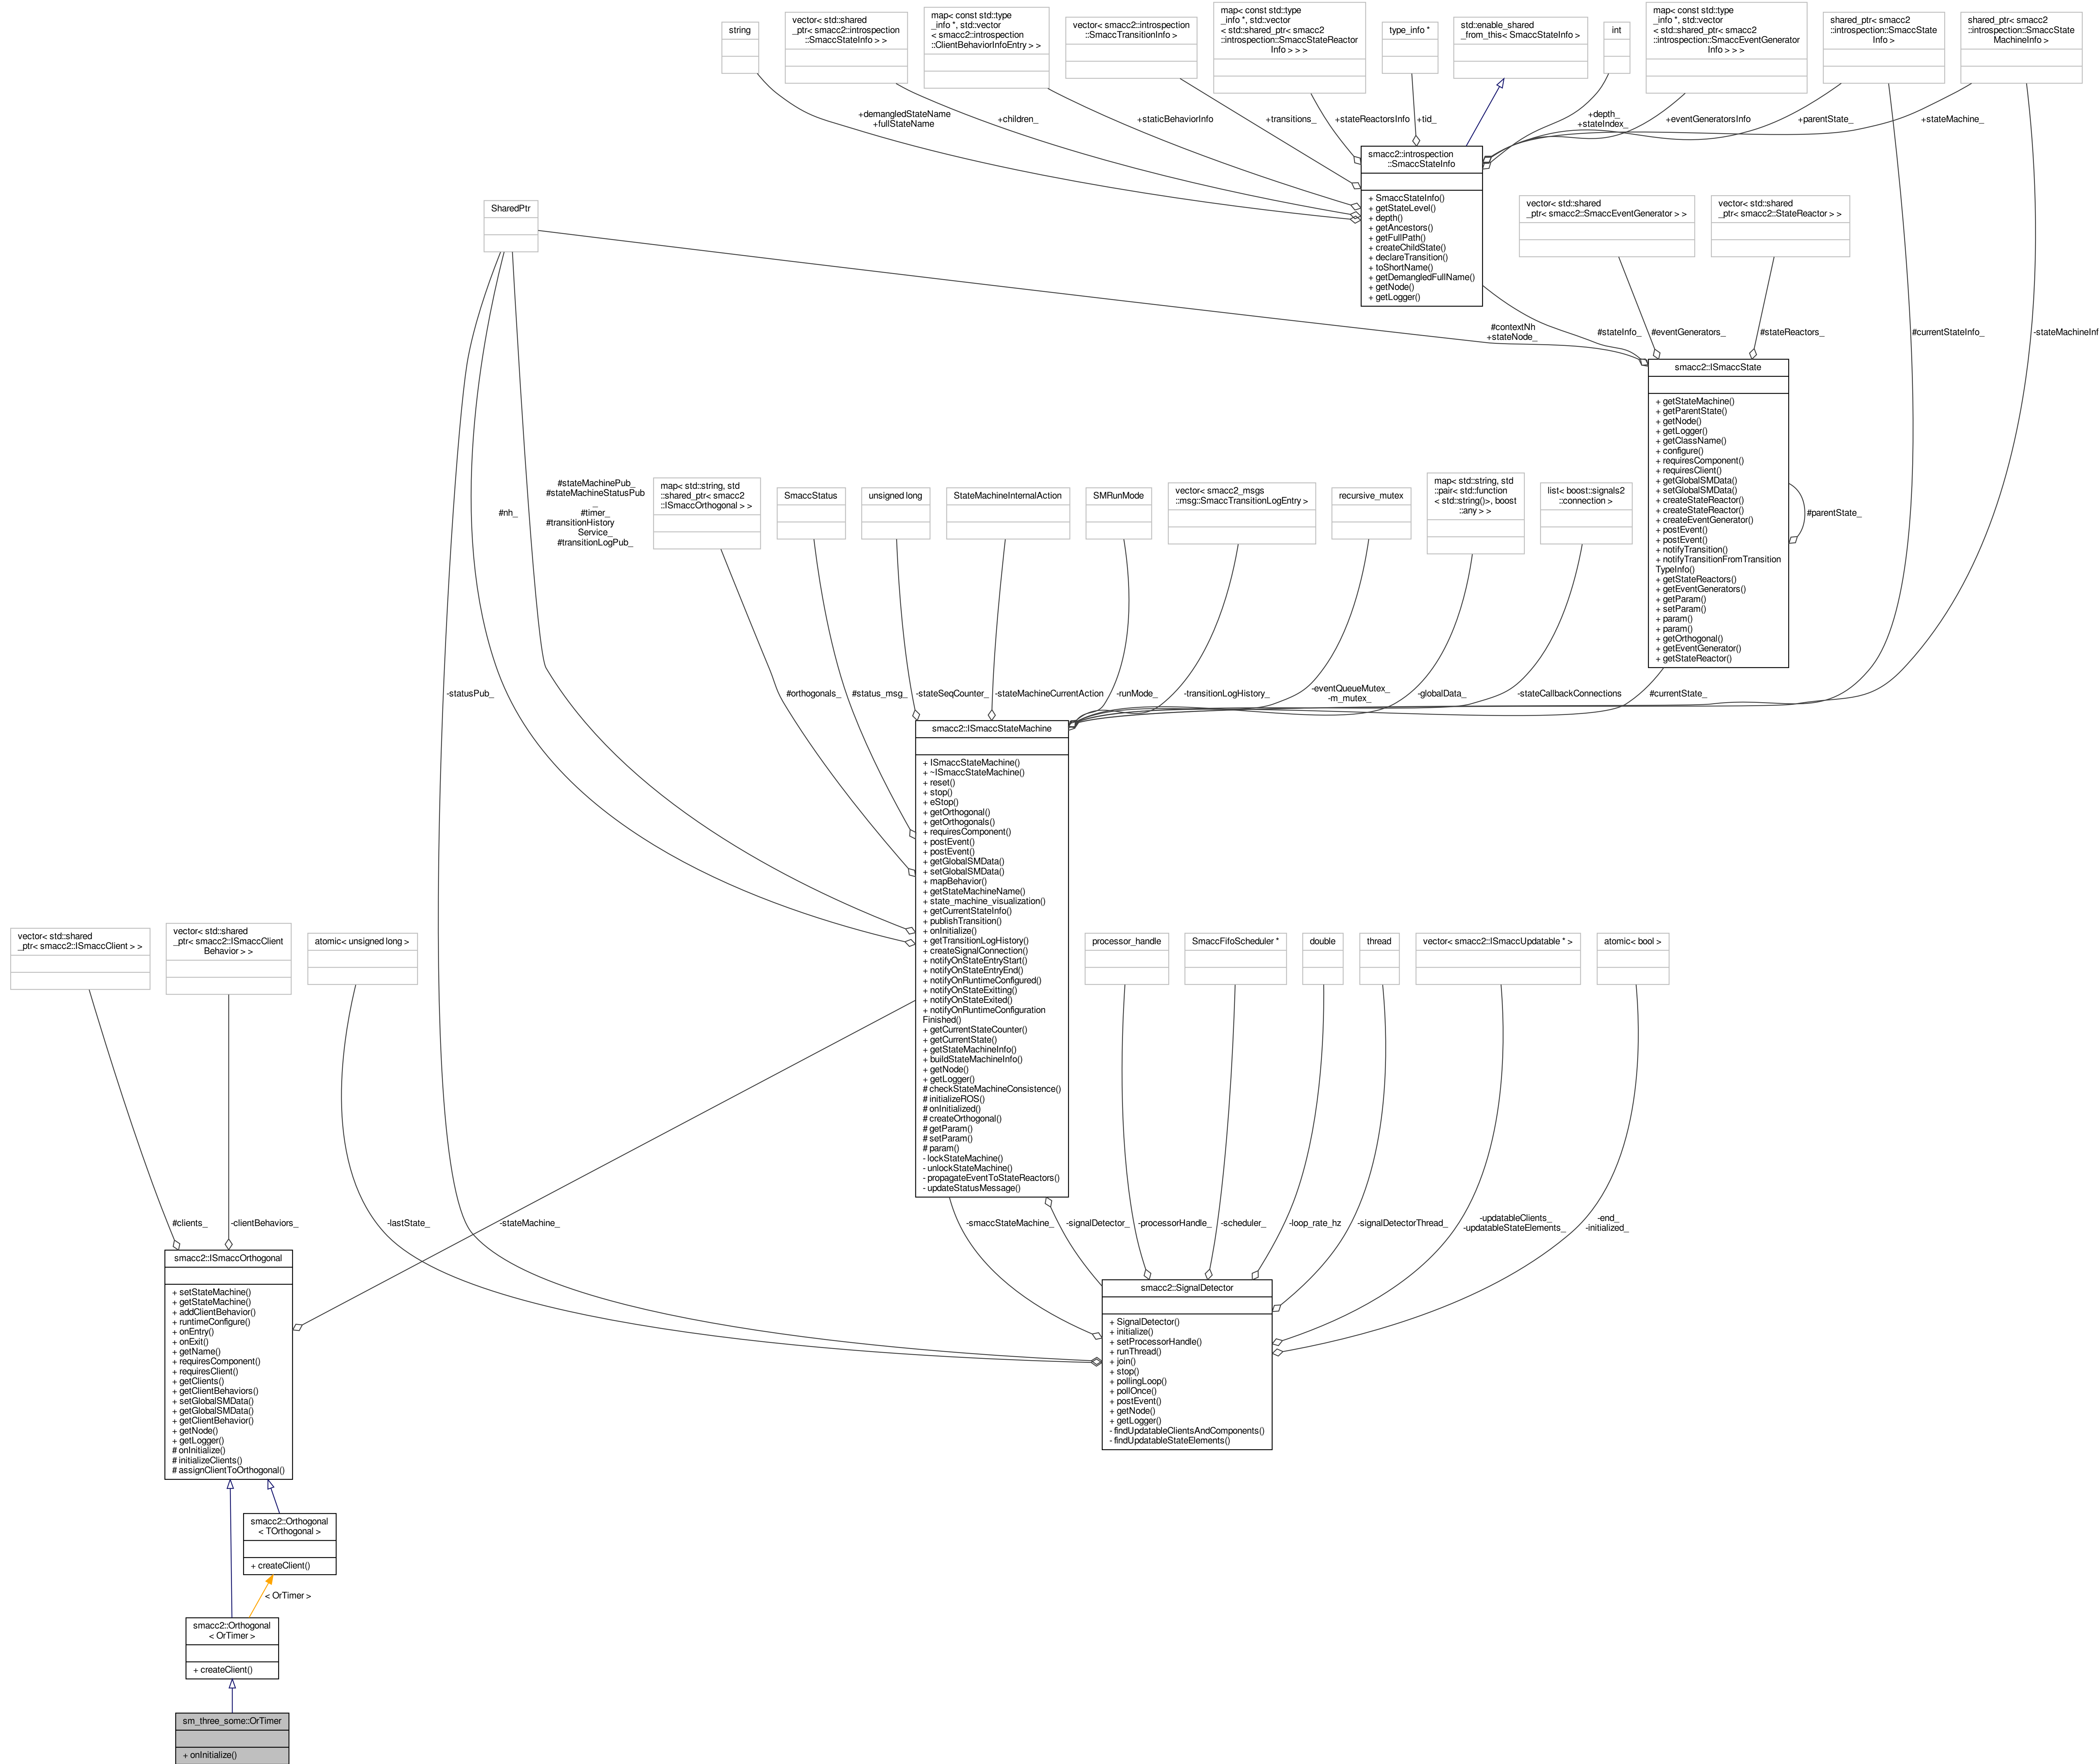 string
vector< std::shared
_ptr< smacc2::introspection
::SmaccStateInfo > >
map< const std::type
_info *, std::vector
< smacc2::introspection
::ClientBehaviorInfoEntry > >
vector< smacc2::introspection
::SmaccTransitionInfo >
map< const std::type
_info *, std::vector
< std::shared_ptr< smacc2
::introspection::SmaccStateReactor
Info > > >
type_info *
std::enable_shared
_from_this< SmaccStateInfo >
int
map< const std::type
_info *, std::vector
< std::shared_ptr< smacc2
::introspection::SmaccEventGenerator
Info > > >
shared_ptr< smacc2
::introspection::SmaccState
Info >
shared_ptr< smacc2
::introspection::SmaccState
MachineInfo >
+demangledStateName
+fullStateName
+children_
+staticBehaviorInfo
+transitions_
+stateReactorsInfo
+tid_
+depth_
+stateIndex_
+eventGeneratorsInfo
+parentState_
+stateMachine_
smacc2::introspection
::SmaccStateInfo
+ SmaccStateInfo()
+ getStateLevel()
+ depth()
+ getAncestors()
+ getFullPath()
+ createChildState()
+ declareTransition()
+ toShortName()
+ getDemangledFullName()
+ getNode()
+ getLogger()
SharedPtr
vector< std::shared
_ptr< smacc2::SmaccEventGenerator > >
vector< std::shared
_ptr< smacc2::StateReactor > >
#contextNh
+stateNode_
#stateInfo_
#eventGenerators_
#stateReactors_
#currentStateInfo_
-stateMachineInf
smacc2::ISmaccState
+ getStateMachine()
+ getParentState()
+ getNode()
+ getLogger()
+ getClassName()
+ configure()
+ requiresComponent()
+ requiresClient()
+ getGlobalSMData()
+ setGlobalSMData()
+ createStateReactor()
+ createStateReactor()
+ createEventGenerator()
+ postEvent()
+ postEvent()
+ notifyTransition()
+ notifyTransitionFromTransition
TypeInfo()
+ getStateReactors()
+ getEventGenerators()
+ getParam()
+ setParam()
+ param()
+ param()
+ getOrthogonal()
+ getEventGenerator()
+ getStateReactor()
#parentState_
#nh_
#stateMachinePub_
#stateMachineStatusPub
_
#timer_
#transitionHistory
Service_
#transitionLogPub_
map< std::string, std
::shared_ptr< smacc2
::ISmaccOrthogonal > >
SmaccStatus
unsigned long
StateMachineInternalAction
SMRunMode
vector< smacc2_msgs
::msg::SmaccTransitionLogEntry >
recursive_mutex
map< std::string, std
::pair< std::function
< std::string()>, boost
::any > >
list< boost::signals2
::connection >
-statusPub_
#orthogonals_
#status_msg_
-stateSeqCounter_
-stateMachineCurrentAction
-runMode_
-transitionLogHistory_
-eventQueueMutex_
-m_mutex_
-globalData_
-stateCallbackConnections
#currentState_
smacc2::ISmaccStateMachine
+ ISmaccStateMachine()
+ ~ISmaccStateMachine()
+ reset()
+ stop()
+ eStop()
+ getOrthogonal()
+ getOrthogonals()
+ requiresComponent()
+ postEvent()
+ postEvent()
+ getGlobalSMData()
+ setGlobalSMData()
+ mapBehavior()
+ getStateMachineName()
+ state_machine_visualization()
+ getCurrentStateInfo()
+ publishTransition()
+ onInitialize()
+ getTransitionLogHistory()
+ createSignalConnection()
+ notifyOnStateEntryStart()
+ notifyOnStateEntryEnd()
+ notifyOnRuntimeConfigured()
+ notifyOnStateExitting()
+ notifyOnStateExited()
+ notifyOnRuntimeConfiguration
Finished()
+ getCurrentStateCounter()
+ getCurrentState()
+ getStateMachineInfo()
+ buildStateMachineInfo()
+ getNode()
+ getLogger()
# checkStateMachineConsistence()
# initializeROS()
# onInitialized()
# createOrthogonal()
# getParam()
# setParam()
# param()
- lockStateMachine()
- unlockStateMachine()
- propagateEventToStateReactors()
- updateStatusMessage()
vector< std::shared
_ptr< smacc2::ISmaccClient > >
vector< std::shared
_ptr< smacc2::ISmaccClient
Behavior > >
atomic< unsigned long >
processor_handle
SmaccFifoScheduler *
double
thread
vector< smacc2::ISmaccUpdatable * >
atomic< bool >
#clients_
-clientBehaviors_
-lastState_
-stateMachine_
-smaccStateMachine_
-signalDetector_
-processorHandle_
-scheduler_
-loop_rate_hz
-signalDetectorThread_
-updatableClients_
-updatableStateElements_
-end_
-initialized_
smacc2::ISmaccOrthogonal
+ setStateMachine()
+ getStateMachine()
+ addClientBehavior()
+ runtimeConfigure()
+ onEntry()
+ onExit()
+ getName()
+ requiresComponent()
+ requiresClient()
+ getClients()
+ getClientBehaviors()
+ setGlobalSMData()
+ getGlobalSMData()
+ getClientBehavior()
+ getNode()
+ getLogger()
# onInitialize()
# initializeClients()
# assignClientToOrthogonal()
smacc2::SignalDetector
+ SignalDetector()
+ initialize()
+ setProcessorHandle()
+ runThread()
+ join()
+ stop()
+ pollingLoop()
+ pollOnce()
+ postEvent()
+ getNode()
+ getLogger()
- findUpdatableClientsAndComponents()
- findUpdatableStateElements()
smacc2::Orthogonal
< TOrthogonal >
+ createClient()
< OrTimer >
smacc2::Orthogonal
< OrTimer >
+ createClient()
sm_three_some::OrTimer
+ onInitialize()